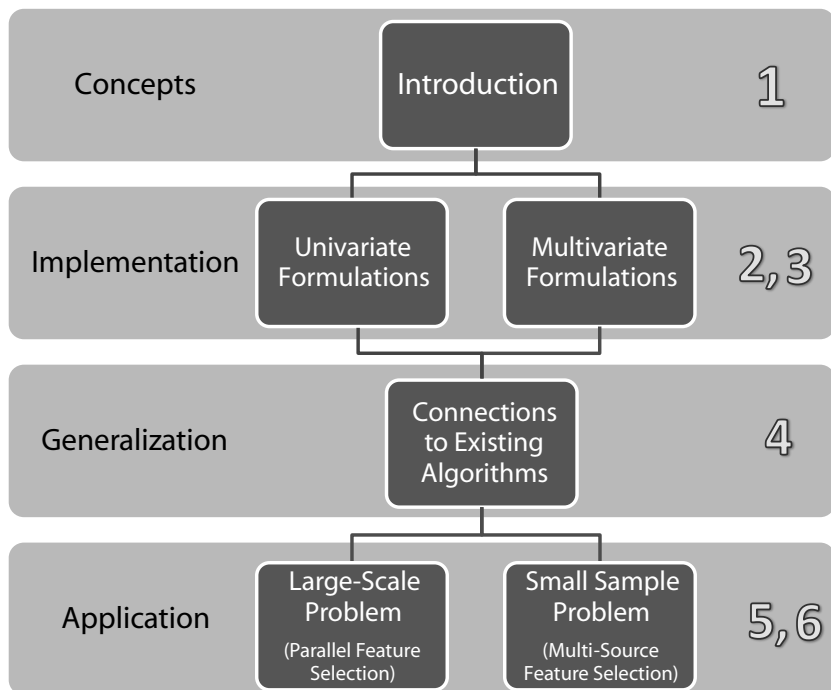 Concepts
Introduction
1
Implementation
Univariate
Formulations
Multivariate
Formulations
2, 3
Generalization
Connections
to Existing
Algorithms
4
Application
Large-Scale
Problem
(Parallel Feature
Selection)
Small Sample
Problem
(Multi-Source
Feature Selection)
5, 6